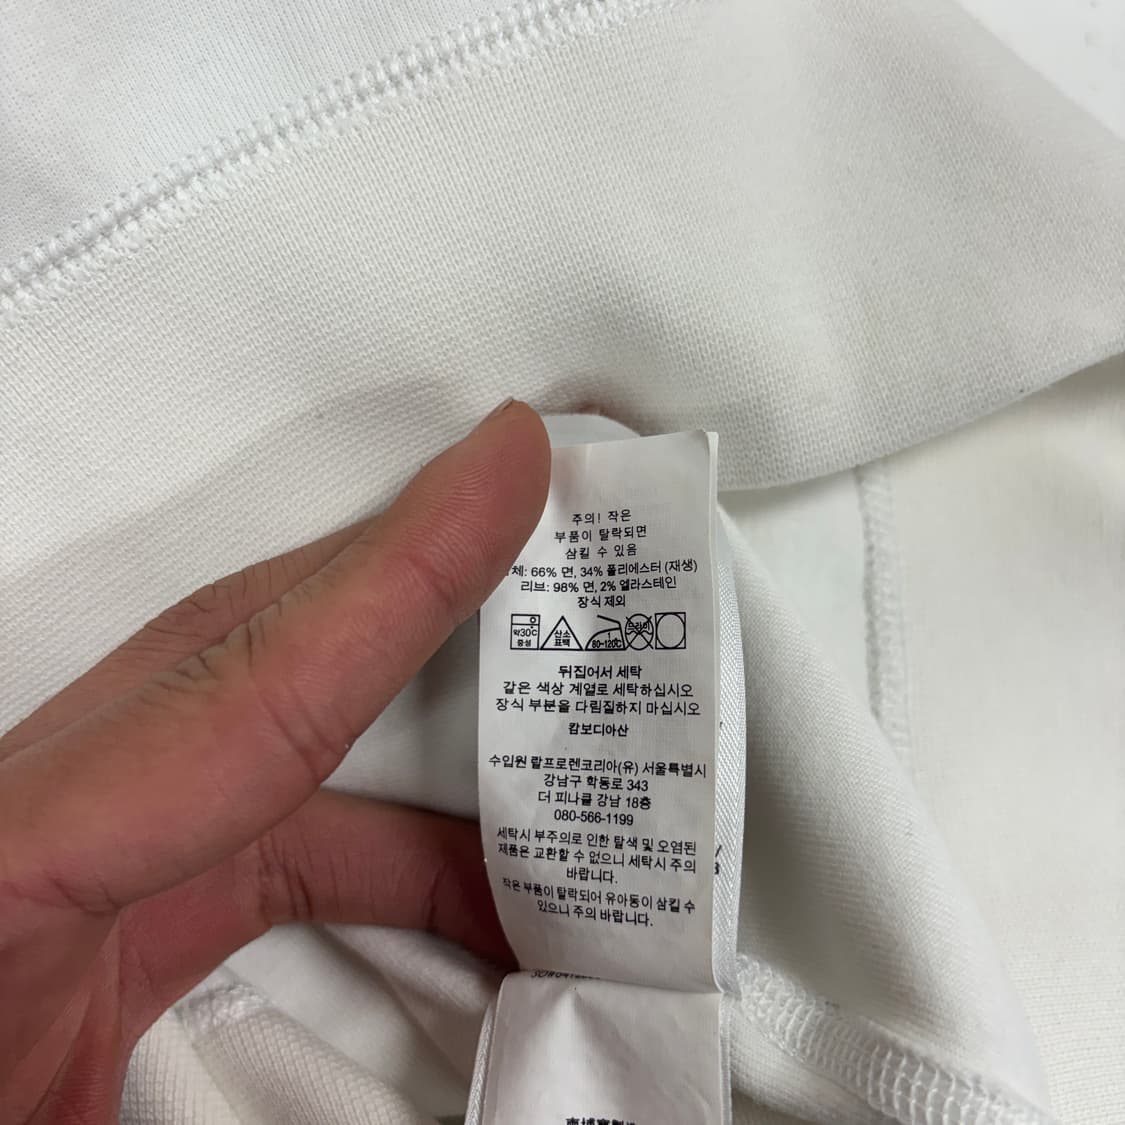 주의! 작은
부품이 탈락되면
삼킬 수 있음
체: 66% 면, 34% 폴리에스터 (재생)
리브: 98% 면, 2% 엘라스테인
장식 제외
약30℃
중성
산소
표백
80-120℃
드라이
뒤집어서 세탁
같은 색상 계열로 세탁하십시오
장식 부분을 다림질하지 마십시오
캄보디아산
수입원 랄프로렌코리아(유) 서울특별시
강남구 학동로 343
더 피나클 강남 18층
080-566-1199
세탁시 부주의로 인한 탈색 및 오염된
제품은 교환할 수 없으니 세탁시 주의
바랍니다.
작은 부품이 탈락되어 유아동이 삼킬 수
있으니 주의 바랍니다.